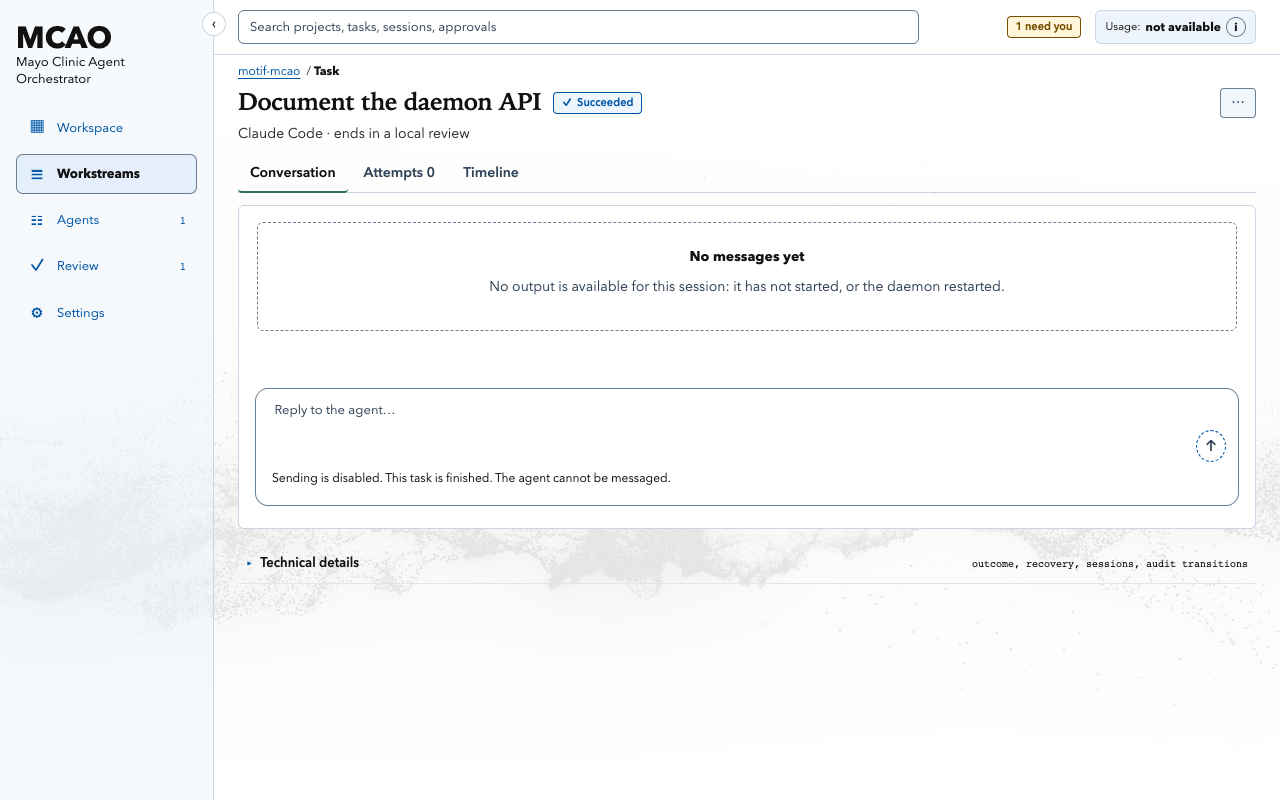 MCAO
Mayo Clinic Agent
Orchestrator
Workspace
Workstreams
Agents 1
Review 1
Settings
‹
Search projects, tasks, sessions, approvals
1 need you
Usage: not available i
motif-mcao / Task
Document the daemon API ✓ Succeeded
...
Claude Code · ends in a local review
Conversation Attempts 0 Timeline
No messages yet
No output is available for this session: it has not started, or the daemon restarted.
Reply to the agent…
Sending is disabled. This task is finished. The agent cannot be messaged.
Technical details outcome, recovery, sessions, audit transitions